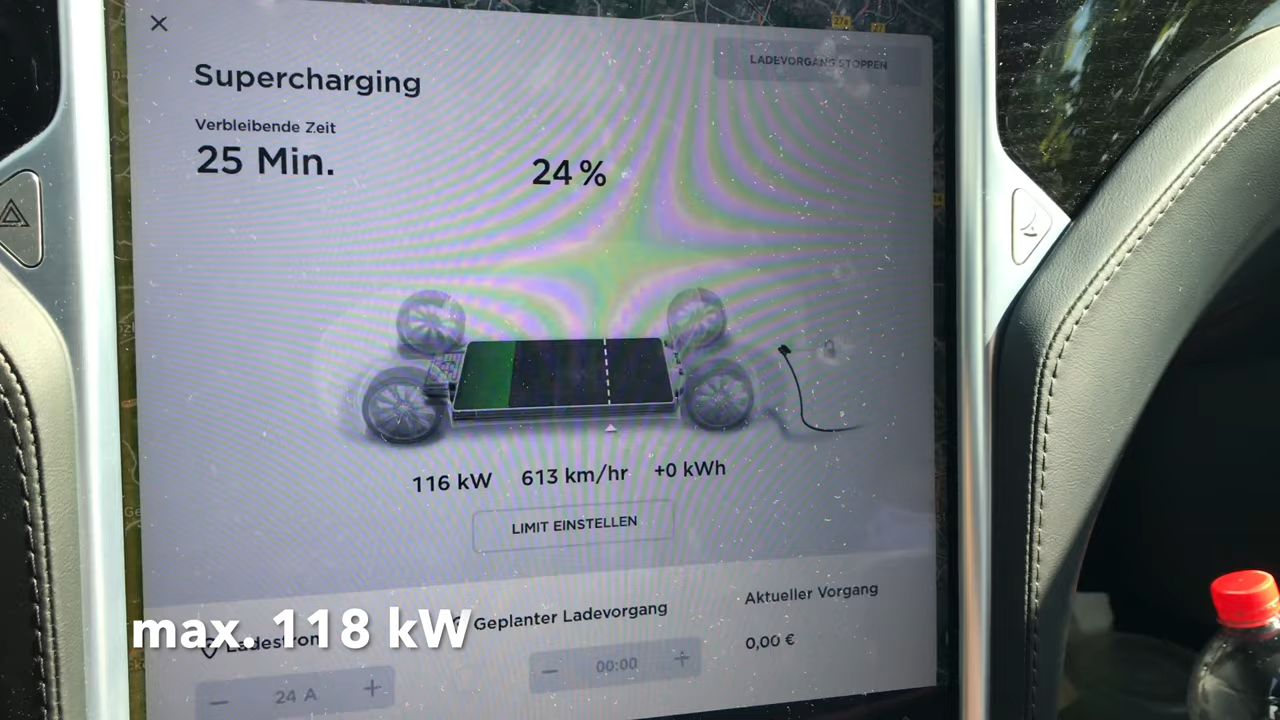 Supercharging
LADEVORGANG STOPPEN
Verbleibende Zeit
25 Min.
24 %
116 kW 613 km/hr +0 kWh
LIMIT EINSTELLEN
max. 118 kW
Ladestrom
Geplanter Ladevorgang
Aktueller Vorgang
− 24 A +
− 00:00 +
0,00 €